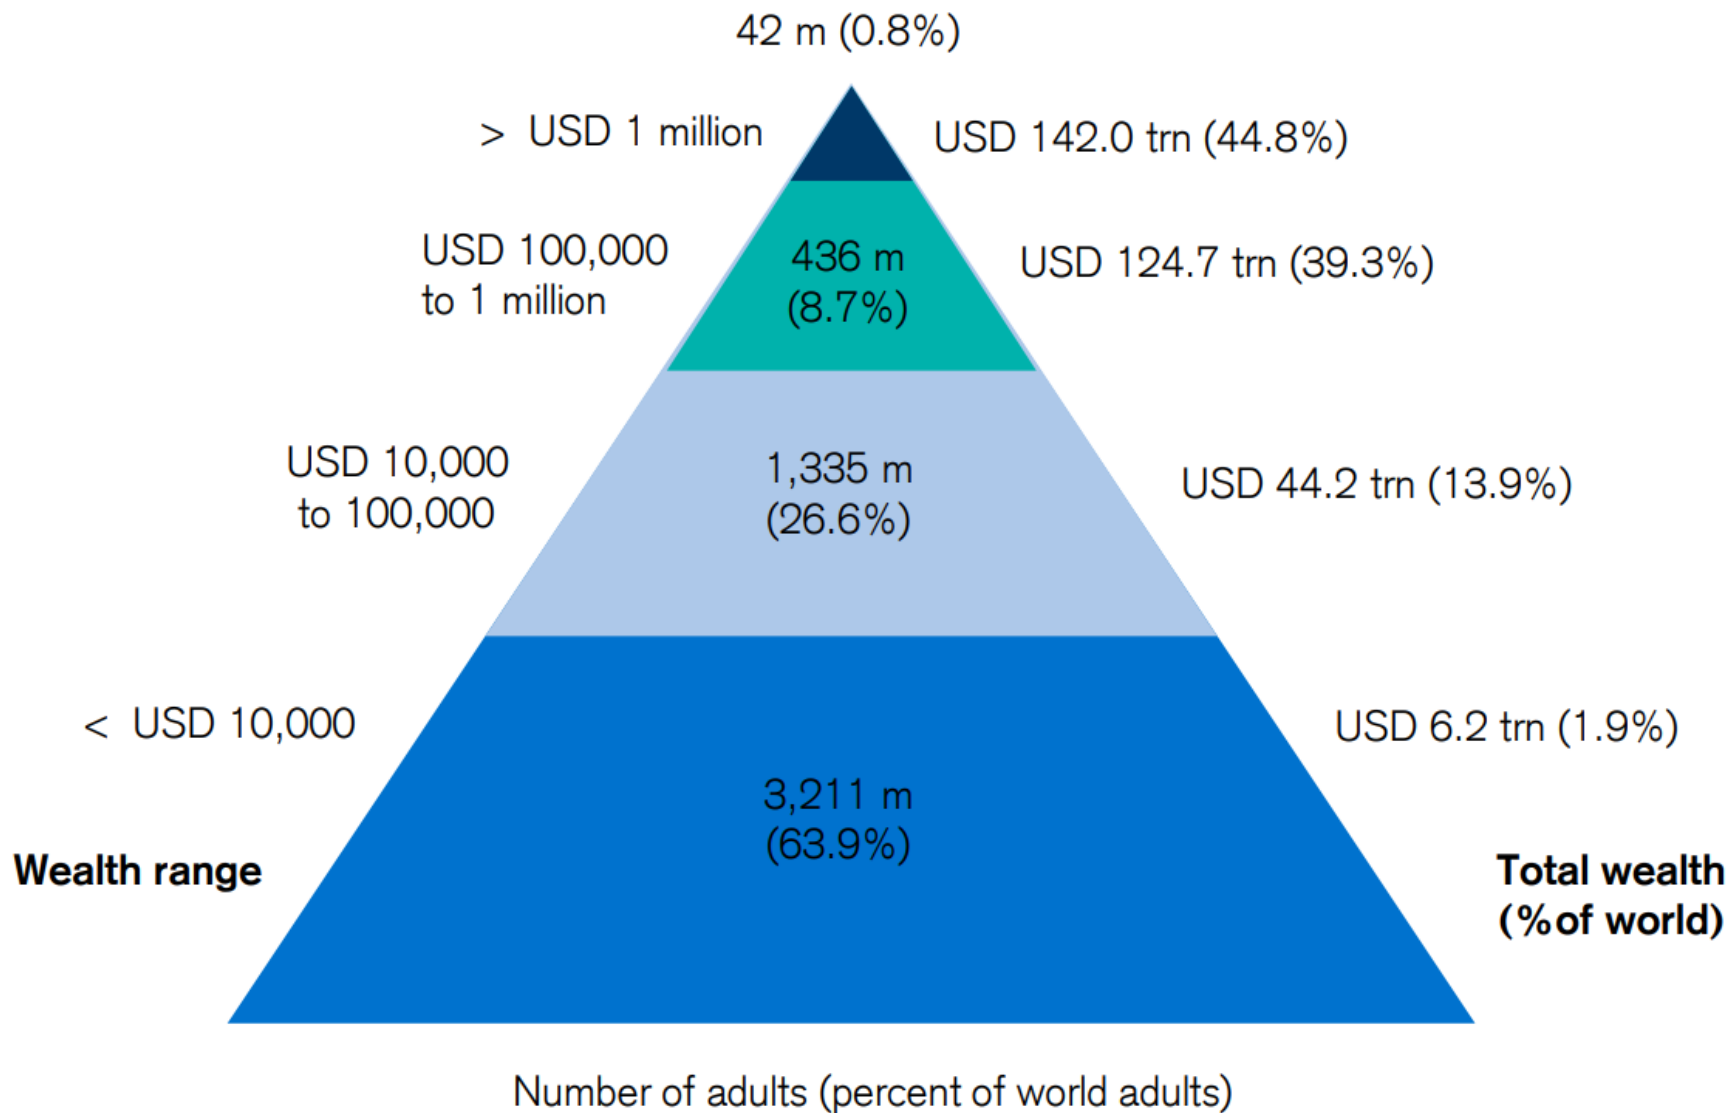 42 m (0.8%)
> USD 1 million
USD 142.0 trn (44.8%)
USD 100,000
to 1 million
436 m
(8.7%)
USD 124.7 trn (39.3%)
USD 10,000
to 100,000
1,335 m
(26.6%)
USD 44.2 trn (13.9%)
< USD 10,000
3,211 m
(63.9%)
USD 6.2 trn (1.9%)
Wealth range
Total wealth
(%of world)
Number of adults (percent of world adults)